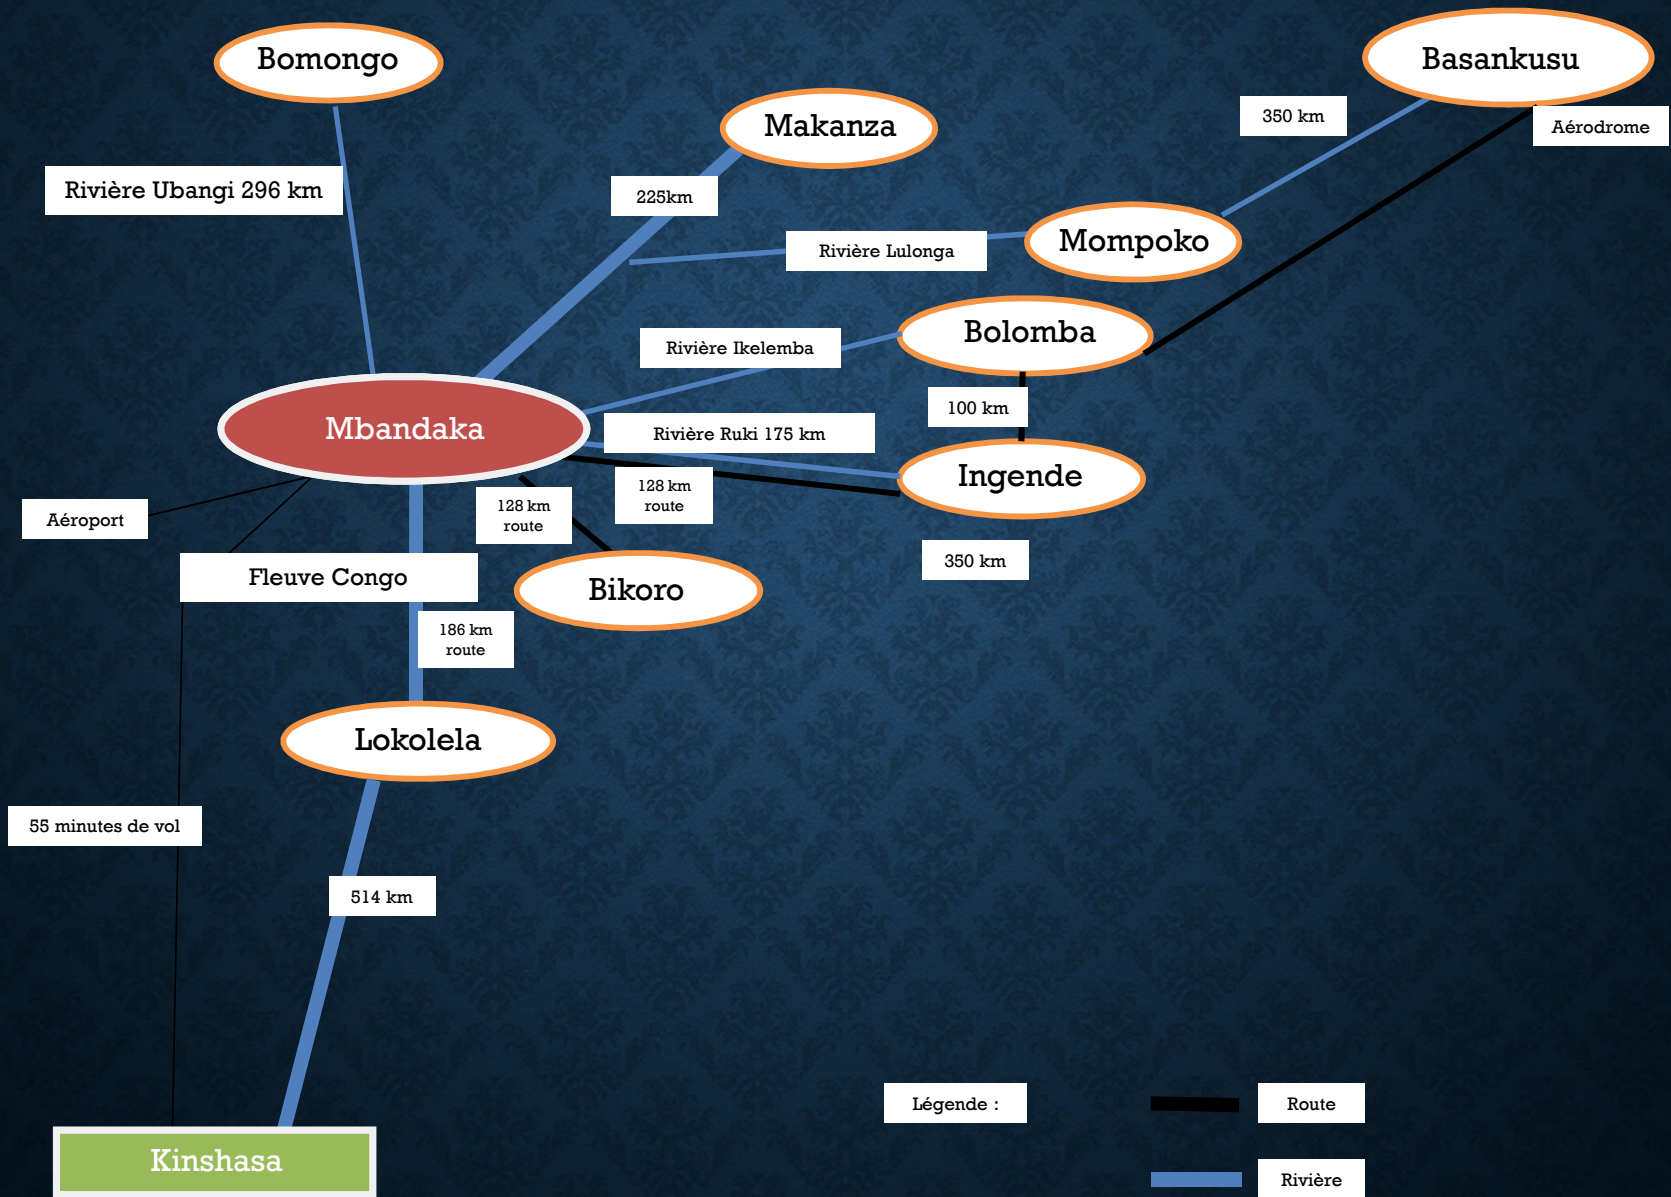 Bomongo
Basankusu
Makanza
350 km
Aérodrome
Rivière Ubangi 296 km
225km
Rivière Lulonga
Mompoko
Rivière Ikelemba
Bolomba
100 km
Mbandaka
Rivière Ruki 175 km
Ingende
128 km
route
128 km
route
Aéroport
350 km
Fleuve Congo
Bikoro
186 km
route
Lokolela
55 minutes de vol
514 km
Légende :
Route
Kinshasa
Rivière